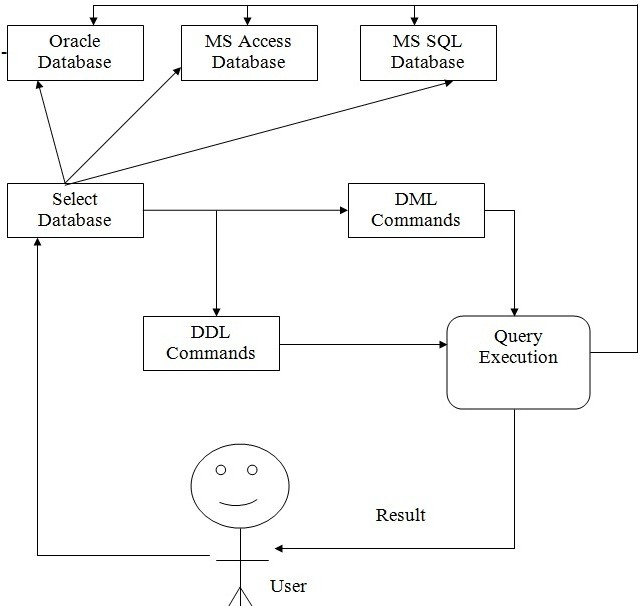 Oracle
Database
MS Access
Database
MS SQL
Database
Select
Database
DML
Commands
DDL
Commands
Query
Execution
Result
User